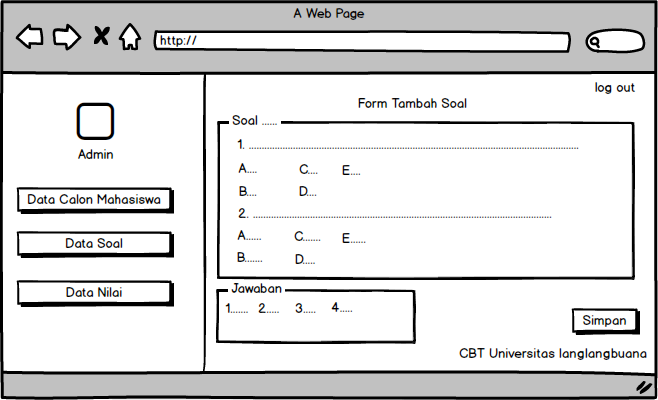 A Web Page
http://
log out
Admin
Data Calon Mahasiswa
Data Soal
Data Nilai
Form Tambah Soal
Soal ......
1. ..........................................................................................
A.... C.... E....
B.... D....
2. ..........................................................................................
A...... C....... E......
B....... D.....
Jawaban
1....... 2..... 3..... 4.....
Simpan
CBT Universitas langlangbuana